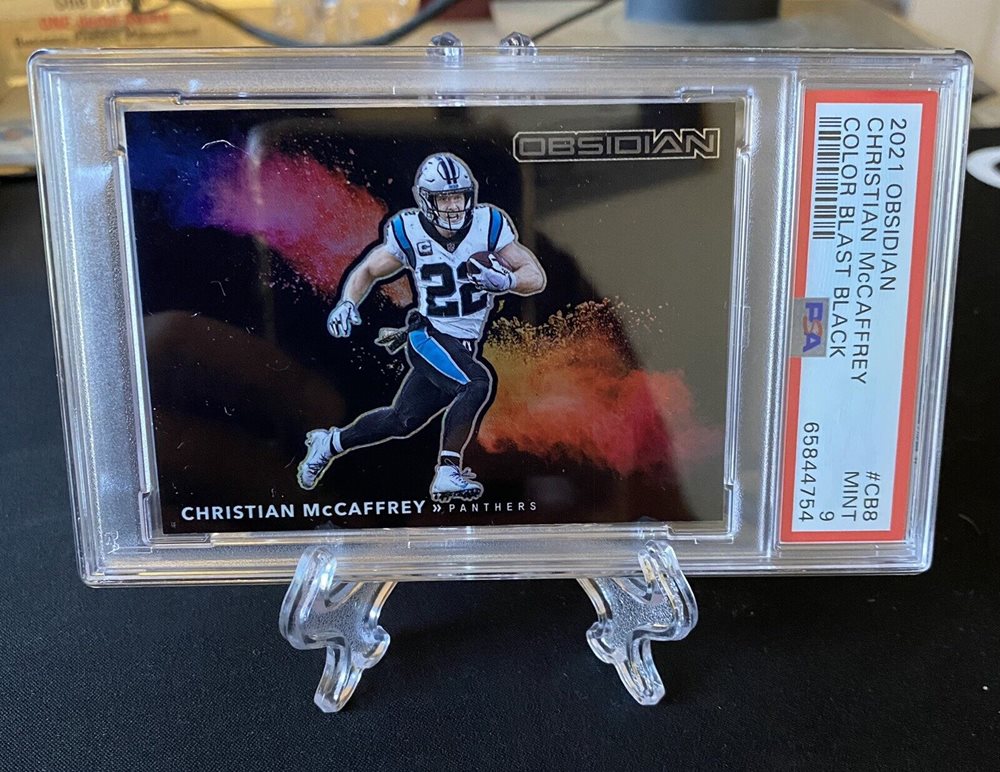 OBSIDIAN
22
C
CHRISTIAN McCAFFREY » PANTHERS
2021 OBSIDIAN #CB8
CHRISTIAN McCAFFREY MINT
COLOR BLAST BLACK 9
PSA
65844754